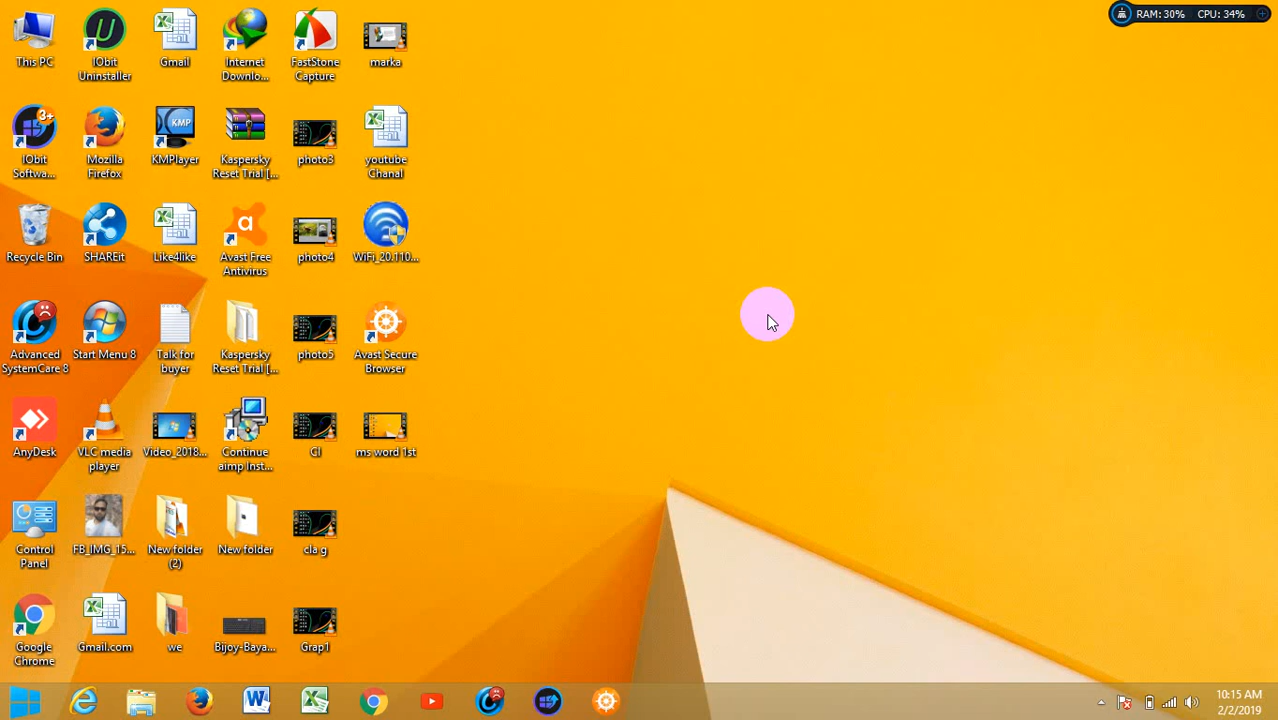 RAM: 30% CPU: 34%
This PC
IObit
Uninstaller
Gmail
Internet
Downlo...
FastStone
Capture
marka
3+
IObit
Softwa...
Mozilla
Firefox
KMP
KMPlayer
Kaspersky
Reset Trial [...
photo3
youtube
Chanal
Recycle Bin
SHAREit
Like4like
Avast Free
Antivirus
photo4
WiFi_20.110...
Advanced
SystemCare 8
Start Menu 8
Talk for
buyer
Kaspersky
Reset Trial [...
photo5
Avast Secure
Browser
AnyDesk
VLC media
player
Video_2018...
Continue
aimp Inst...
Cl
ms word 1st
Control
Panel
FB_IMG_15...
New folder
(2)
New folder
cla g
Google
Chrome
Gmail.com
we
Bijoy-Baya...
Grap1
10:15 AM
2/2/2019